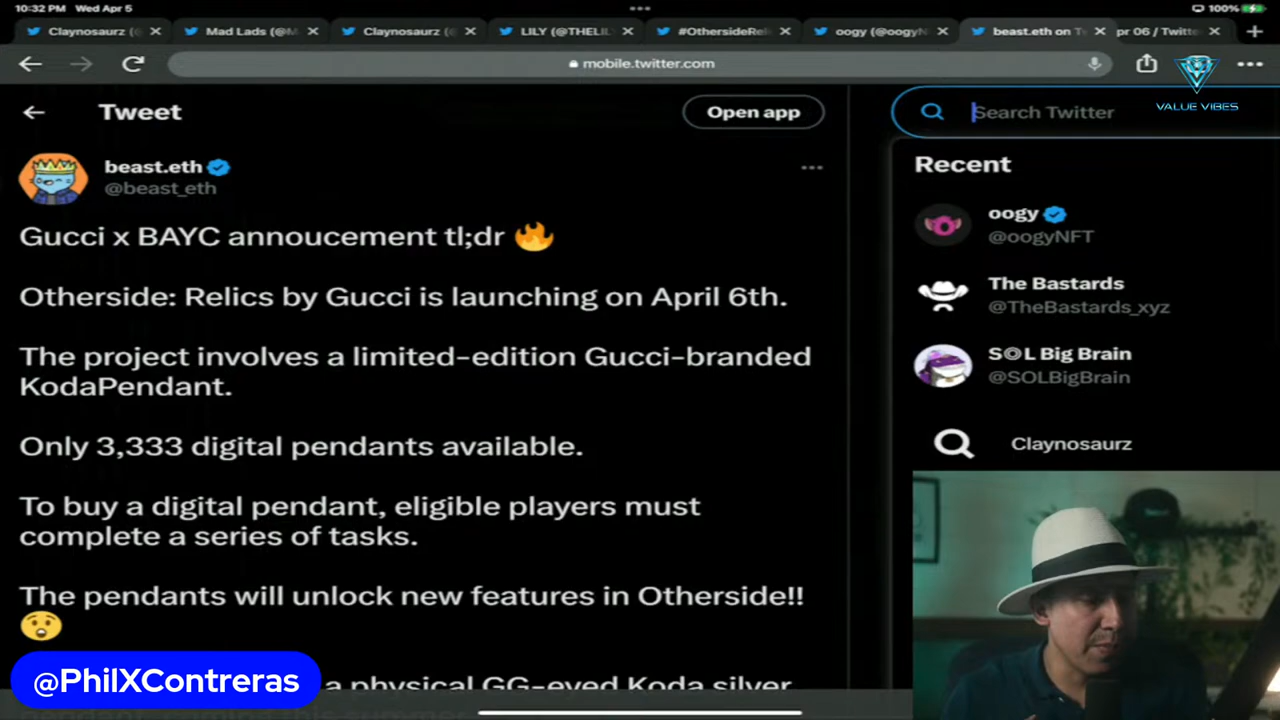 10:32 PM Wed Apr 5
100%
Claynosaurz (
Mad Lads (@M
Claynosaurz (
LILY (@THELIL
#OthersideRel
oogy (@oogyN
beast.eth on Tw
pr 06 / Twitte
mobile.twitter.com
VALUE VIBES
Tweet
Open app
Search Twitter
beast.eth
@beast_eth
Gucci x BAYC annoucement tl;dr 🔥
Otherside: Relics by Gucci is launching on April 6th.
The project involves a limited-edition Gucci-branded
KodaPendant.
Only 3,333 digital pendants available.
To buy a digital pendant, eligible players must
complete a series of tasks.
The pendants will unlock new features in Otherside!!
😲
a physical GG-eyed Koda silver
Recent
oogy
@oogyNFT
The Bastards
@TheBastards_xyz
S◎L Big Brain
@SOLBigBrain
Claynosaurz
@PhilXContreras